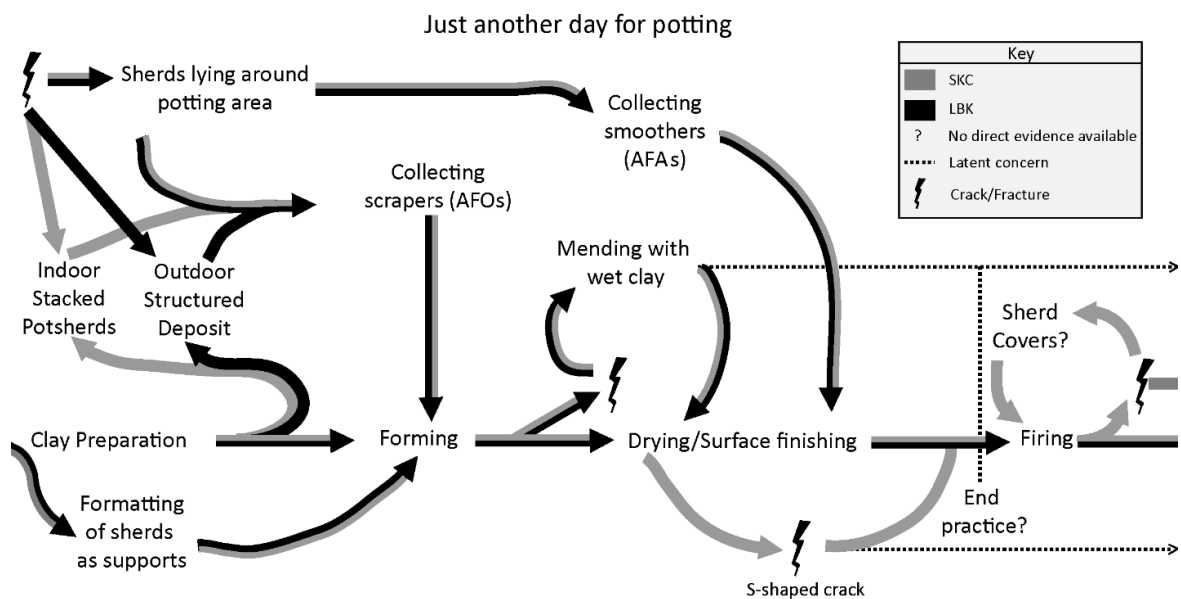 Just another day for potting
Key
SKC
LBK
? No direct evidence available
Latent concern
Crack/Fracture
Sherds lying around
potting area
Collecting
smoothers
(AFAs)
Collecting
scrapers (AFOs)
Mending with
wet clay
Indoor
Stacked
Potsherds
Outdoor
Structured
Deposit
Sherd
Covers?
Clay Preparation
Forming
Drying/Surface finishing
Firing
Formatting
of sherds
as supports
End
practice?
S-shaped crack